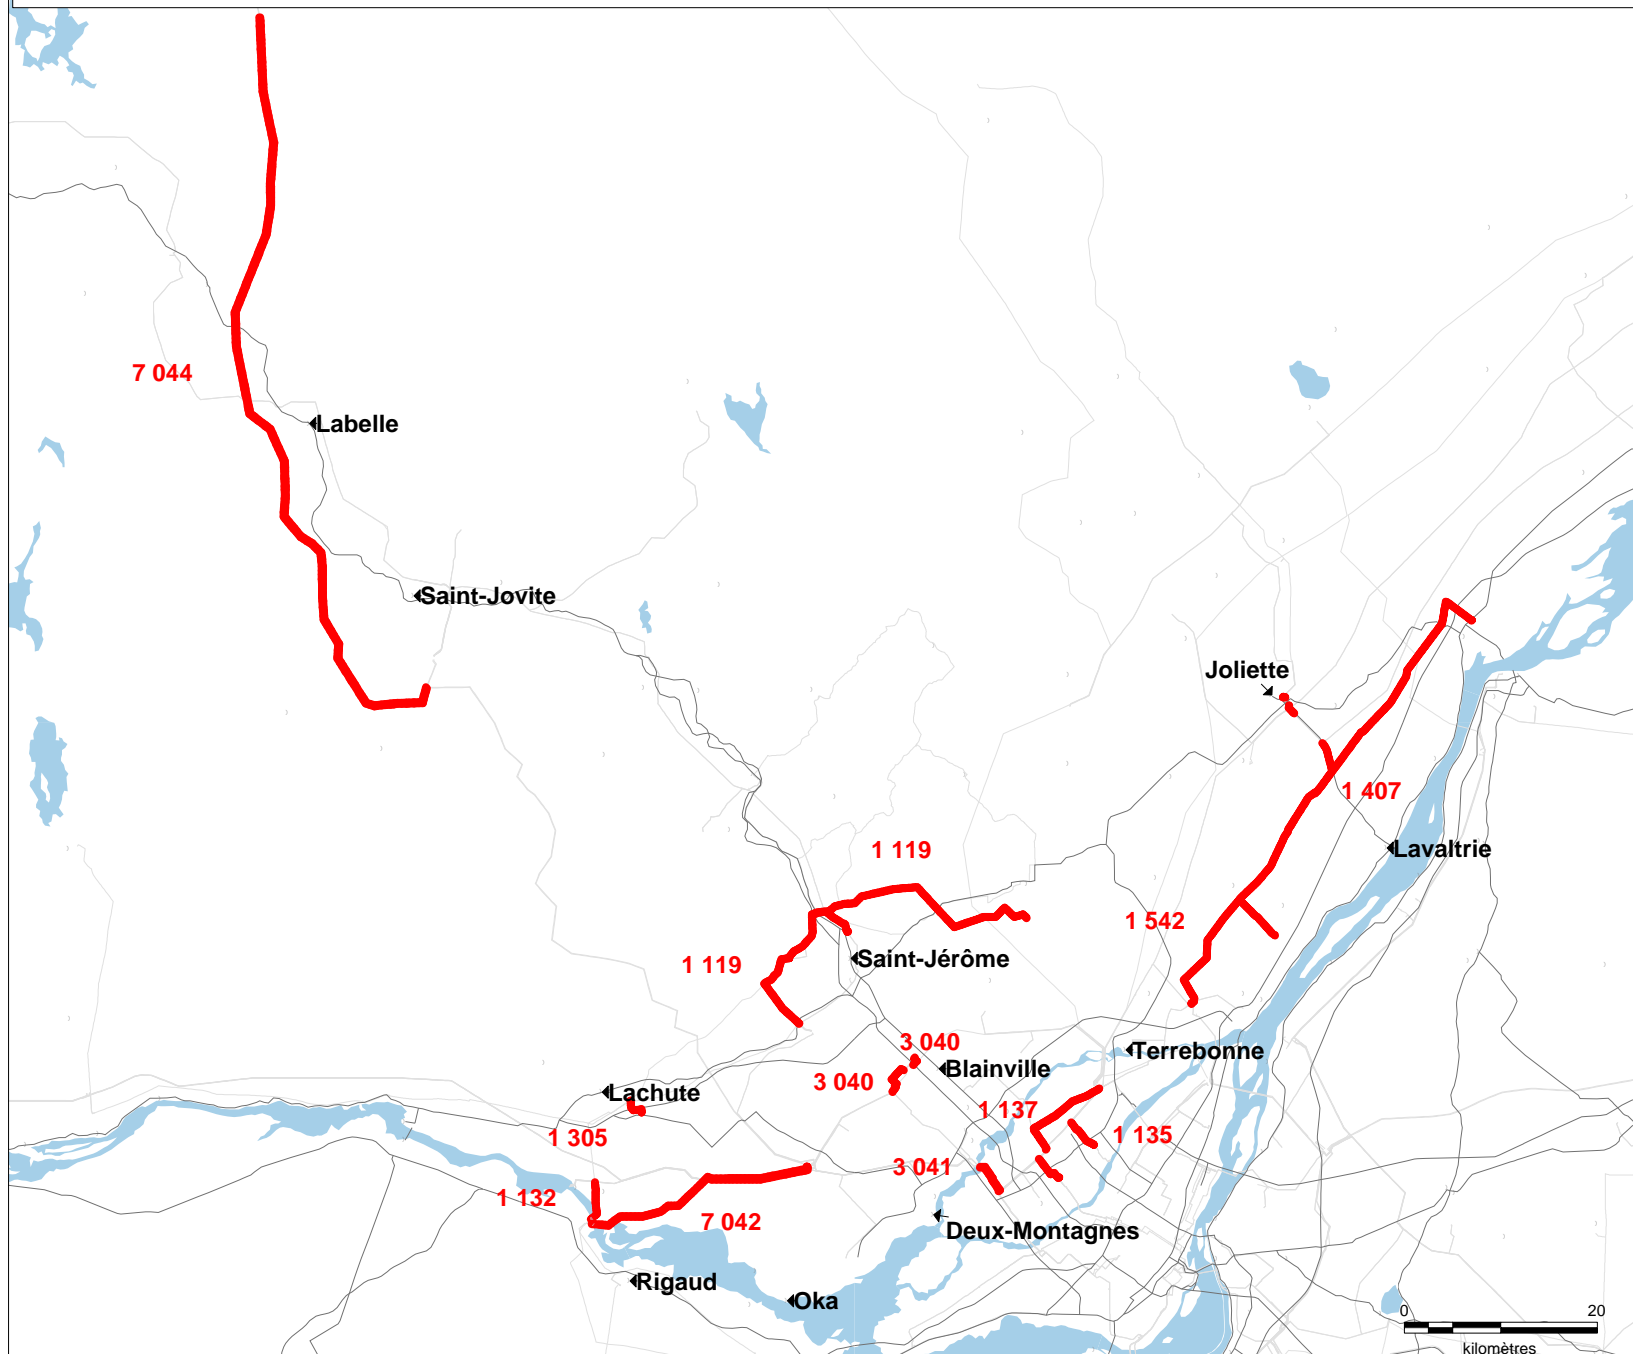 7 044
Labelle
Saint-Jovite
Joliette
1 407
Lavaltrie
1 119
1 542
1 119
Saint-Jérôme
3 040
Terrebonne
Blainville
3 040
Lachute
1 137
1 305
1 135
3 041
1 132
7 042
Deux-Montagnes
Rigaud
Oka
0 20
kilomètres